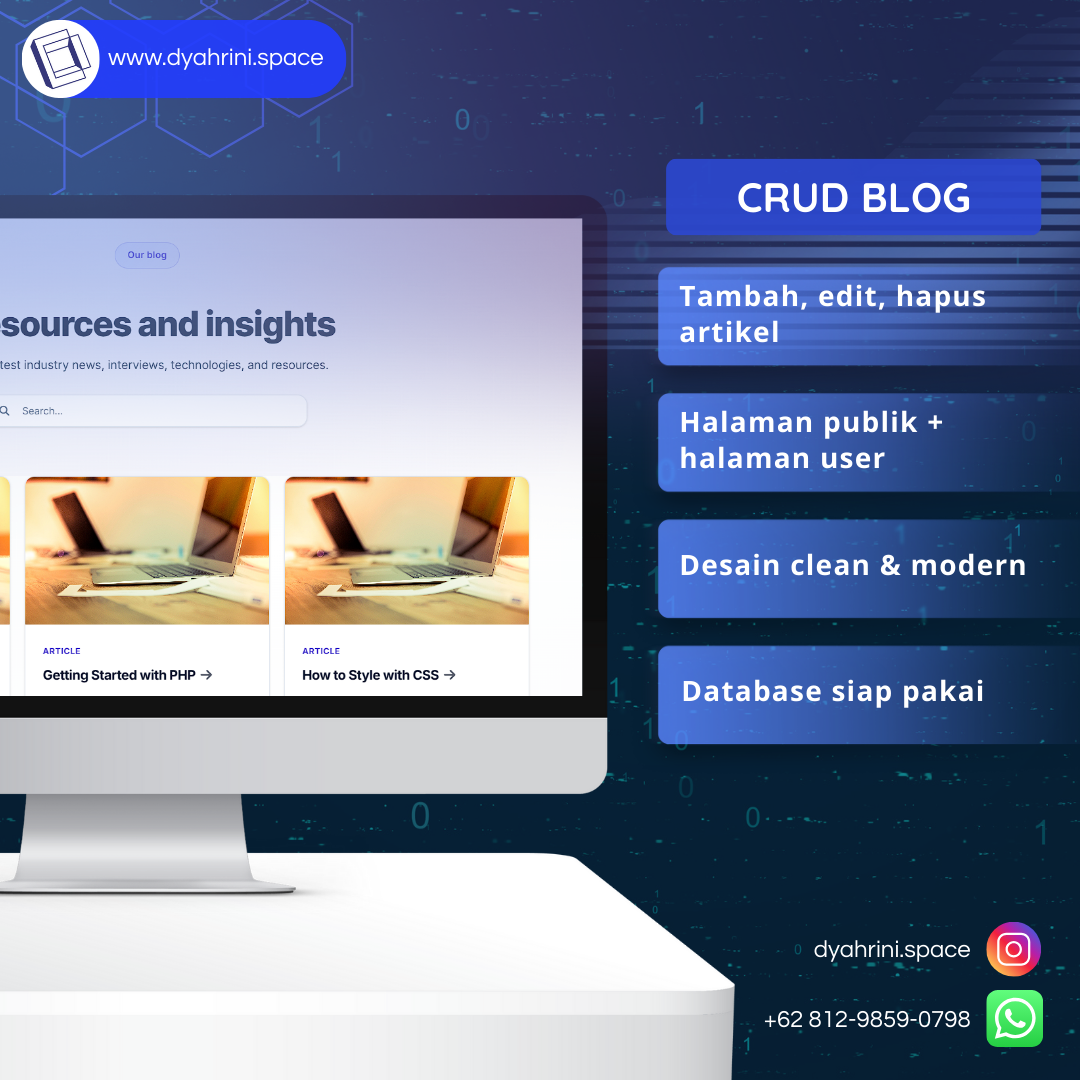 www.dyahrini.space
CRUD BLOG
Tambah, edit, hapus
artikel
Halaman publik +
halaman user
Desain clean & modern
Database siap pakai
Our blog
sources and insights
test industry news, interviews, technologies, and resources.
Search...
ARTICLE
Getting Started with PHP →
ARTICLE
How to Style with CSS →
dyahrini.space
+62 812-9859-0798